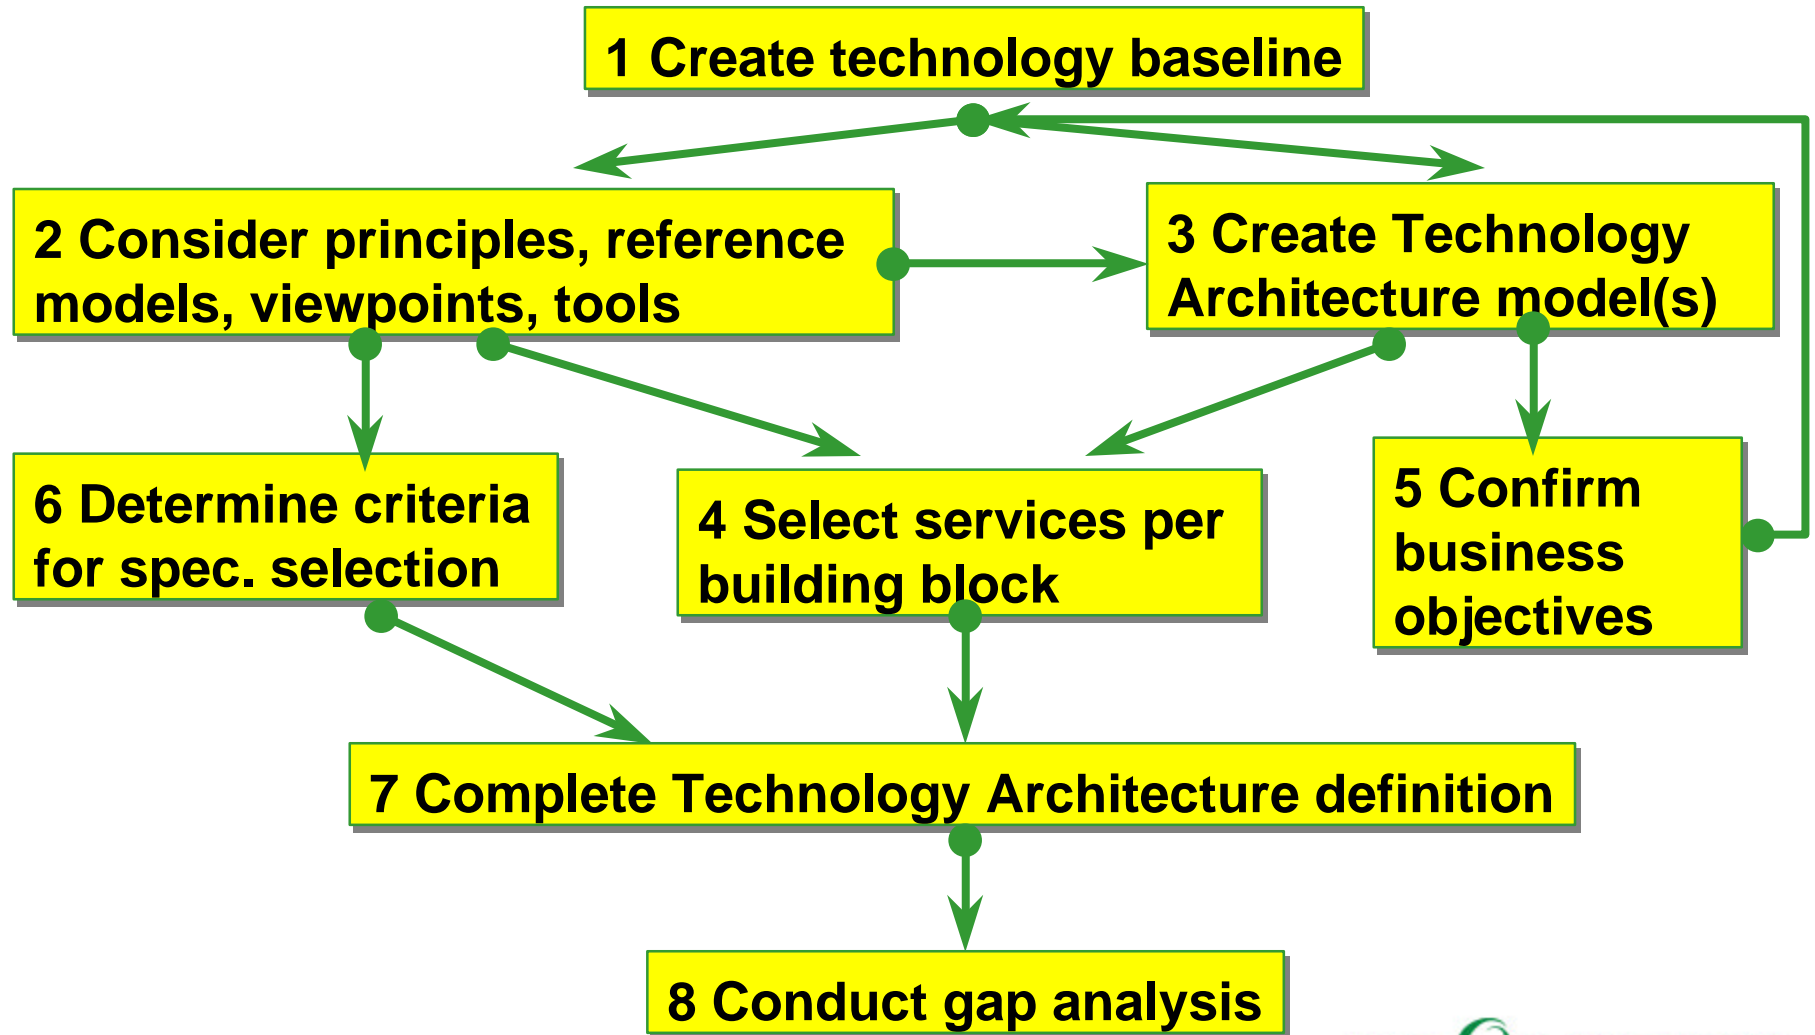 1 Create technology baseline
2 Consider principles, reference
models, viewpoints, tools
3 Create Technology
Architecture model(s)
6 Determine criteria
for spec. selection
4 Select services per
building block
5 Confirm
business
objectives
7 Complete Technology Architecture definition
8 Conduct gap analysis